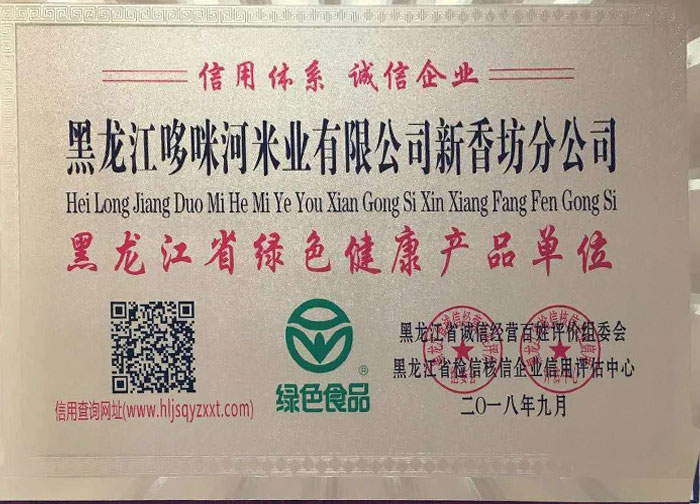 信用体系 诚信企业
黑龙江哆咪河米业有限公司新香坊分公司
Hei Long Jiang Duo Mi He Mi Ye You Xian Gong Si Xin Xiang Fang Fen Gong Si
黑龙江省绿色健康产品单位
®
绿色食品
信用查询网址(www.hljsqyzxxt.com)
黑龙江省诚信经营百姓评价组委会
黑龙江省检信核信企业信用评估中心
二〇一八年九月